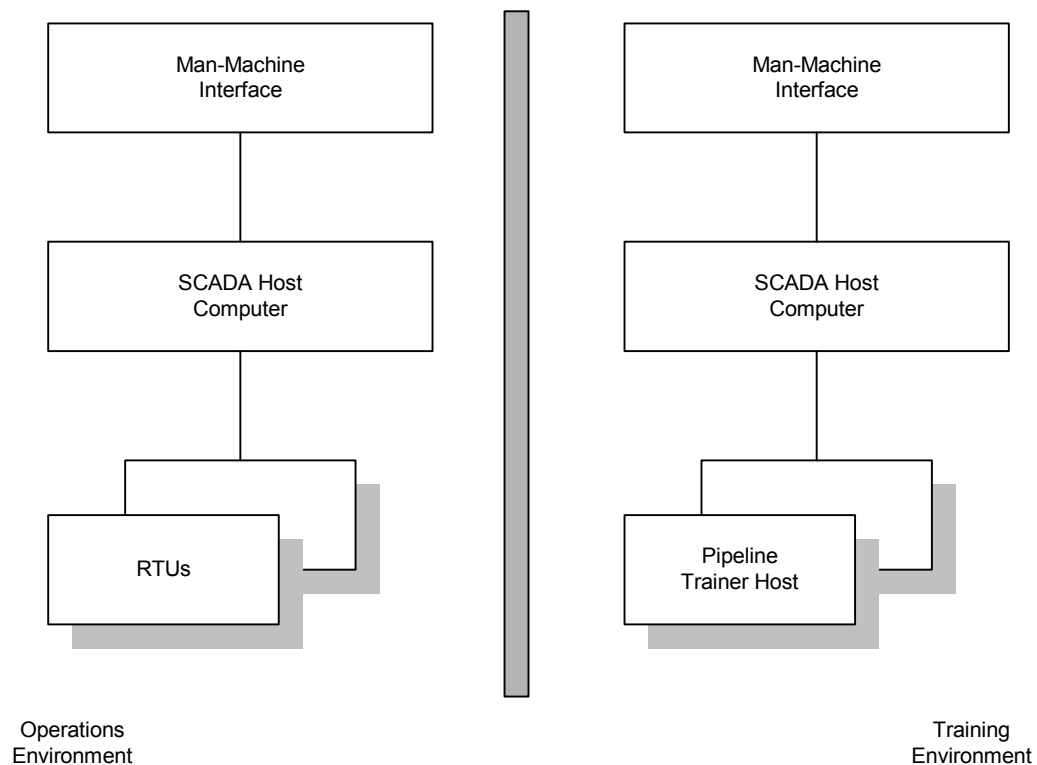 Man-Machine
Interface
Man-Machine
Interface
SCADA Host
Computer
SCADA Host
Computer
RTUs
Pipeline
Trainer Host
Operations
Environment
Training
Environment